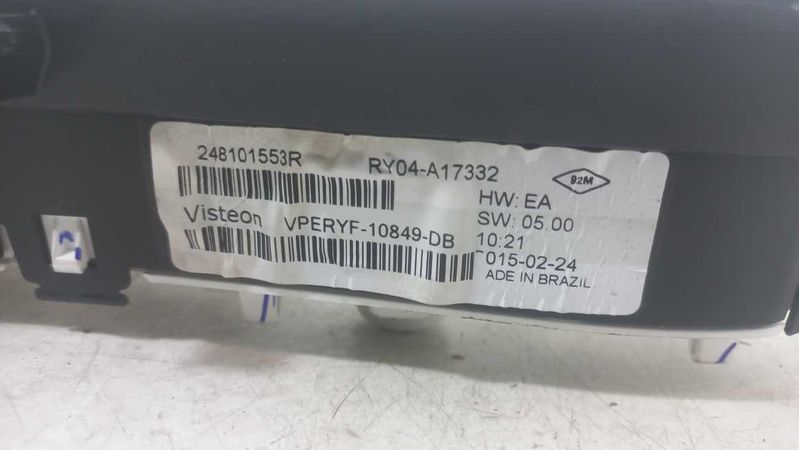 248101553R RY04-A17332
92M
HW: EA
SW: 05.00
Visteon VPERYF-10849-DB
10:21
015-02-24
ADE IN BRAZIL